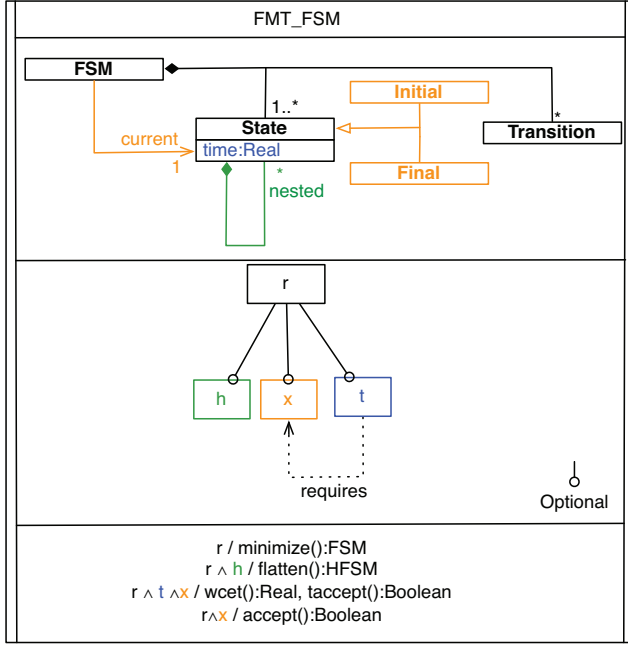 FMT_FSM
FSM
Initial
1..*
State
*
Transition
current
time:Real
1
*
Final
nested
r
h
x
t
requires
Optional
r / minimize():FSM
r ∧ h / flatten():HFSM
r ∧ t ∧x / wcet():Real, taccept():Boolean
r∧x / accept():Boolean